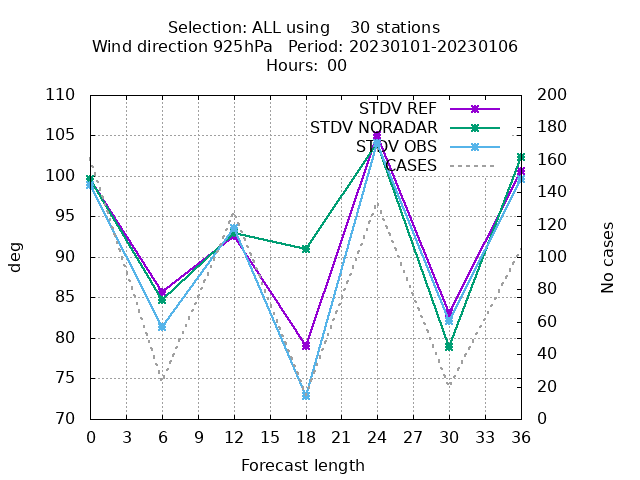 Selection: ALL using    30 stations
Wind direction 925hPa   Period: 20230101-20230106
Hours: 00
STDV REF
STDV NORADAR
STDV OBS
CASES
110
105
100
95
90
85
80
75
70
deg
200
180
160
140
120
100
80
60
40
20
0
No cases
0 3 6 9 12 15 18 21 24 27 30 33 36
Forecast length